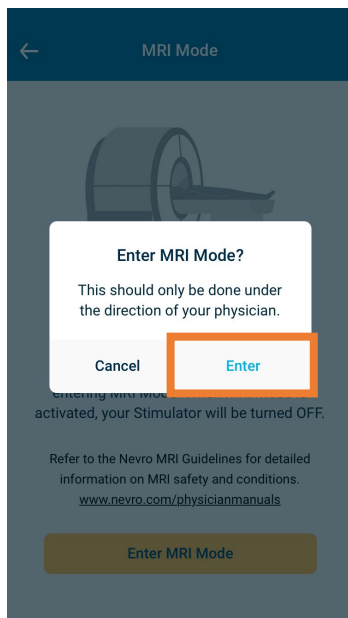 MRI Mode
Enter MRI Mode?
This should only be done under
the direction of your physician.
Cancel
Enter
entering MRI
activated, your Stimulator will be turned OFF.
Refer to the Nevro MRI Guidelines for detailed
information on MRI safety and conditions.
www.nevro.com/physicianmanuals
Enter MRI Mode